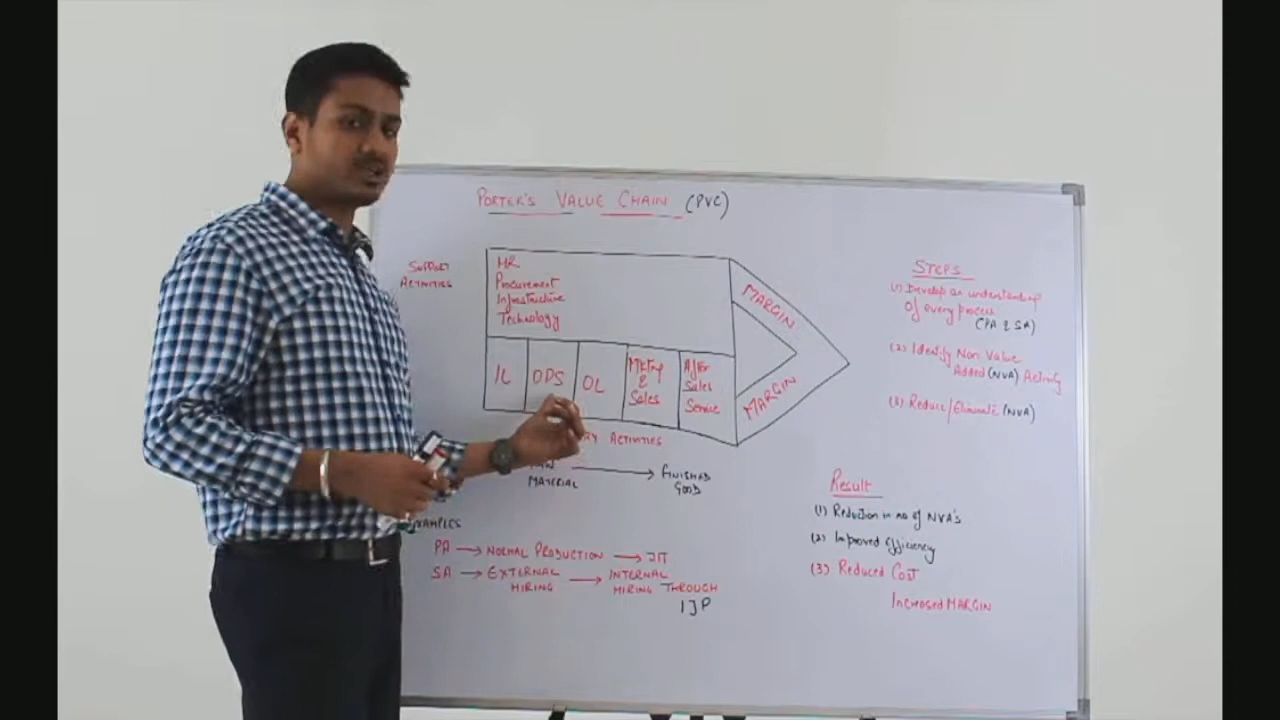 PORTER'S VALUE CHAIN (PVC)
SUPPORT
ACTIVITIES
HR
Procurement
Infrastructure
Technology
MARGIN
MARGIN
IL
OPS
OL
Mkting
&
Sales
After
Sales
Service
RY ACTIVITIES
MATERIAL
FINISHED
GOOD
PA → NORMAL PRODUCTION → JIT
SA → EXTERNAL
HIRING
→ INTERNAL
HIRING THROUGH
IJP
STEPS
(1) Develop an understanding
Of every process
(PA & SA)
(2) Identify Non Value
Added (NVA) Activity
(3) Reduce/Eliminate (NVA)
Result
(1) Reduction in no of NVA's
(2) Improved Efficiency
(3) Reduced Cost
Increased MARGIN